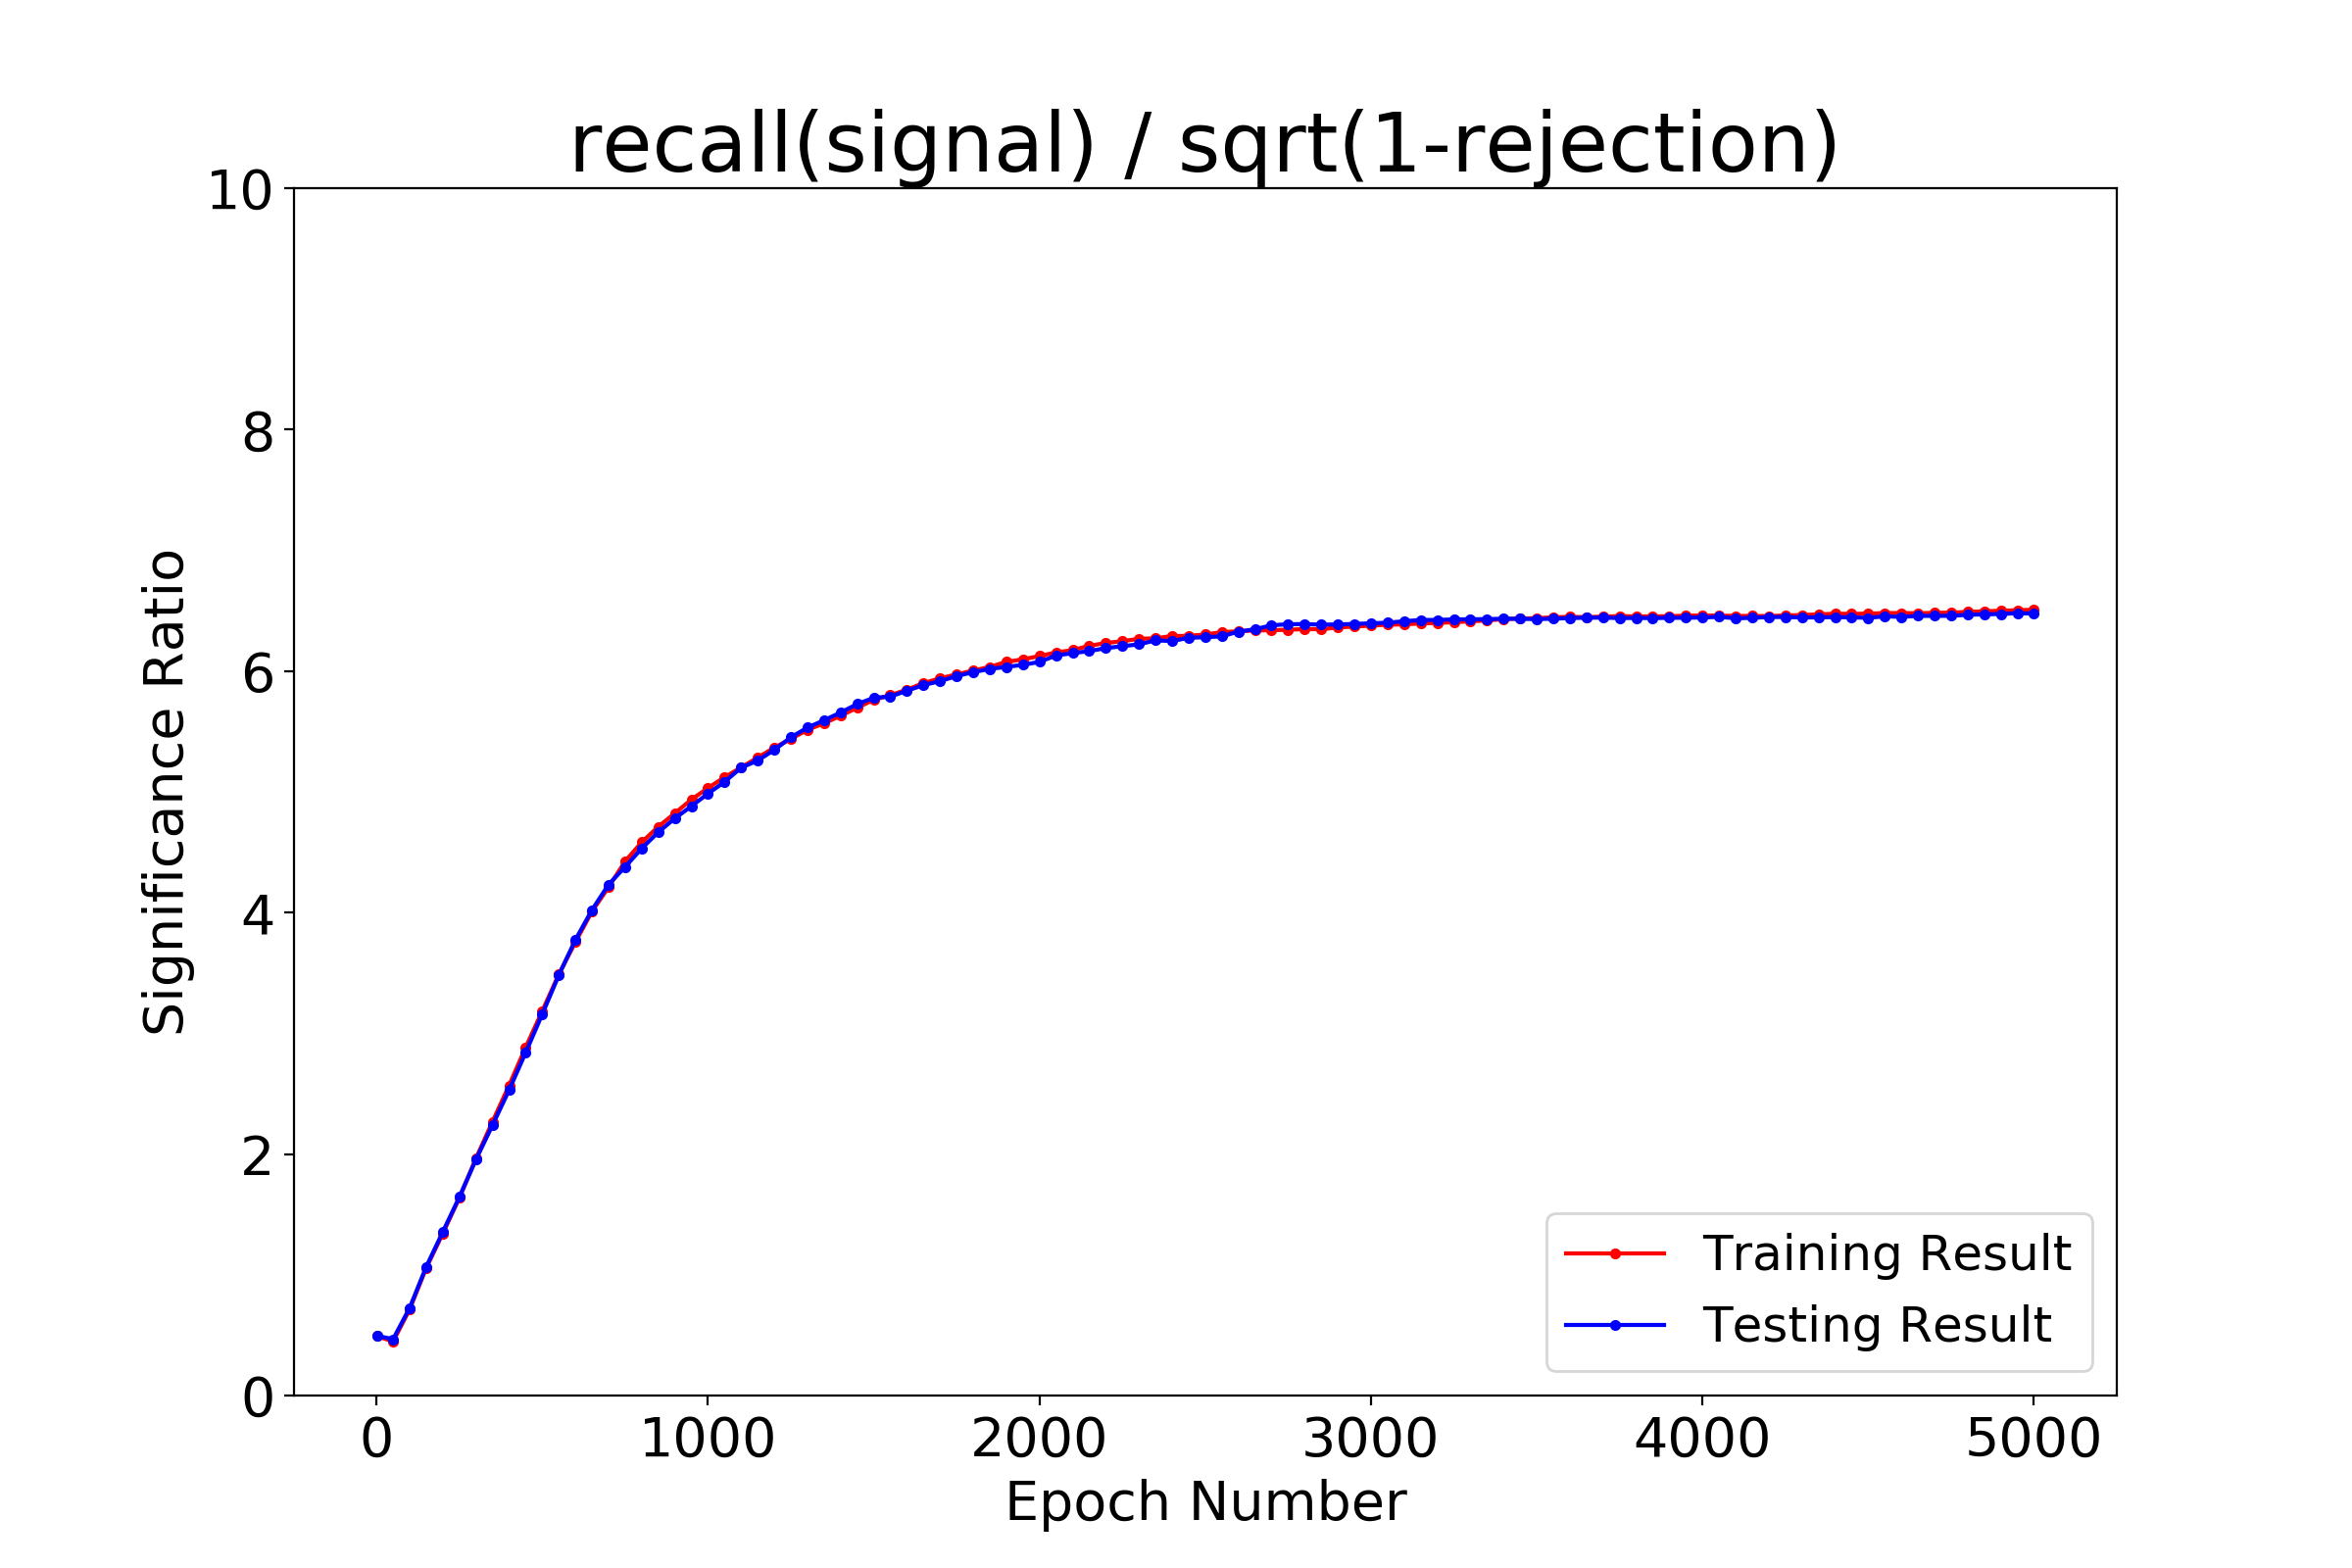 recall(signal) / sqrt(1-rejection)
10
8
6
4
2
0
Significance Ratio
Training Result
Testing Result
0 1000 2000 3000 4000 5000
Epoch Number